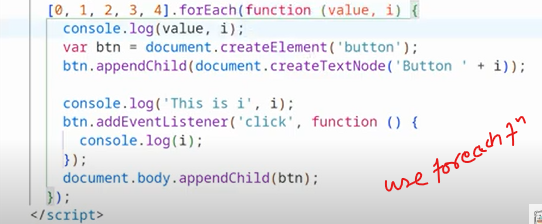 [0, 1, 2, 3, 4].forEach(function (value, i) {
  console.log(value, i);
  var btn = document.createElement('button');
  btn.appendChild(document.createTextNode('Button ' + i));

  console.log('This is i', i);
  btn.addEventListener('click', function () {
    console.log(i);
  });
  document.body.appendChild(btn);
});
</script>
use foreach fn